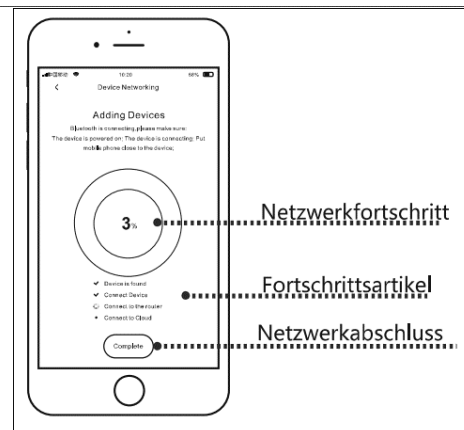 10:20
50%
Device Networking
Adding Devices
Bluetooth is connecting, please make sure:
The device is powered on; The device is connecting; Put
mobile phone close to the device;
3%
Netzwerkfortschritt
Device is found
Connect Device
Connect to the router
Connect to Cloud
Fortschrittsartikel
Complete
Netzwerkabschluss